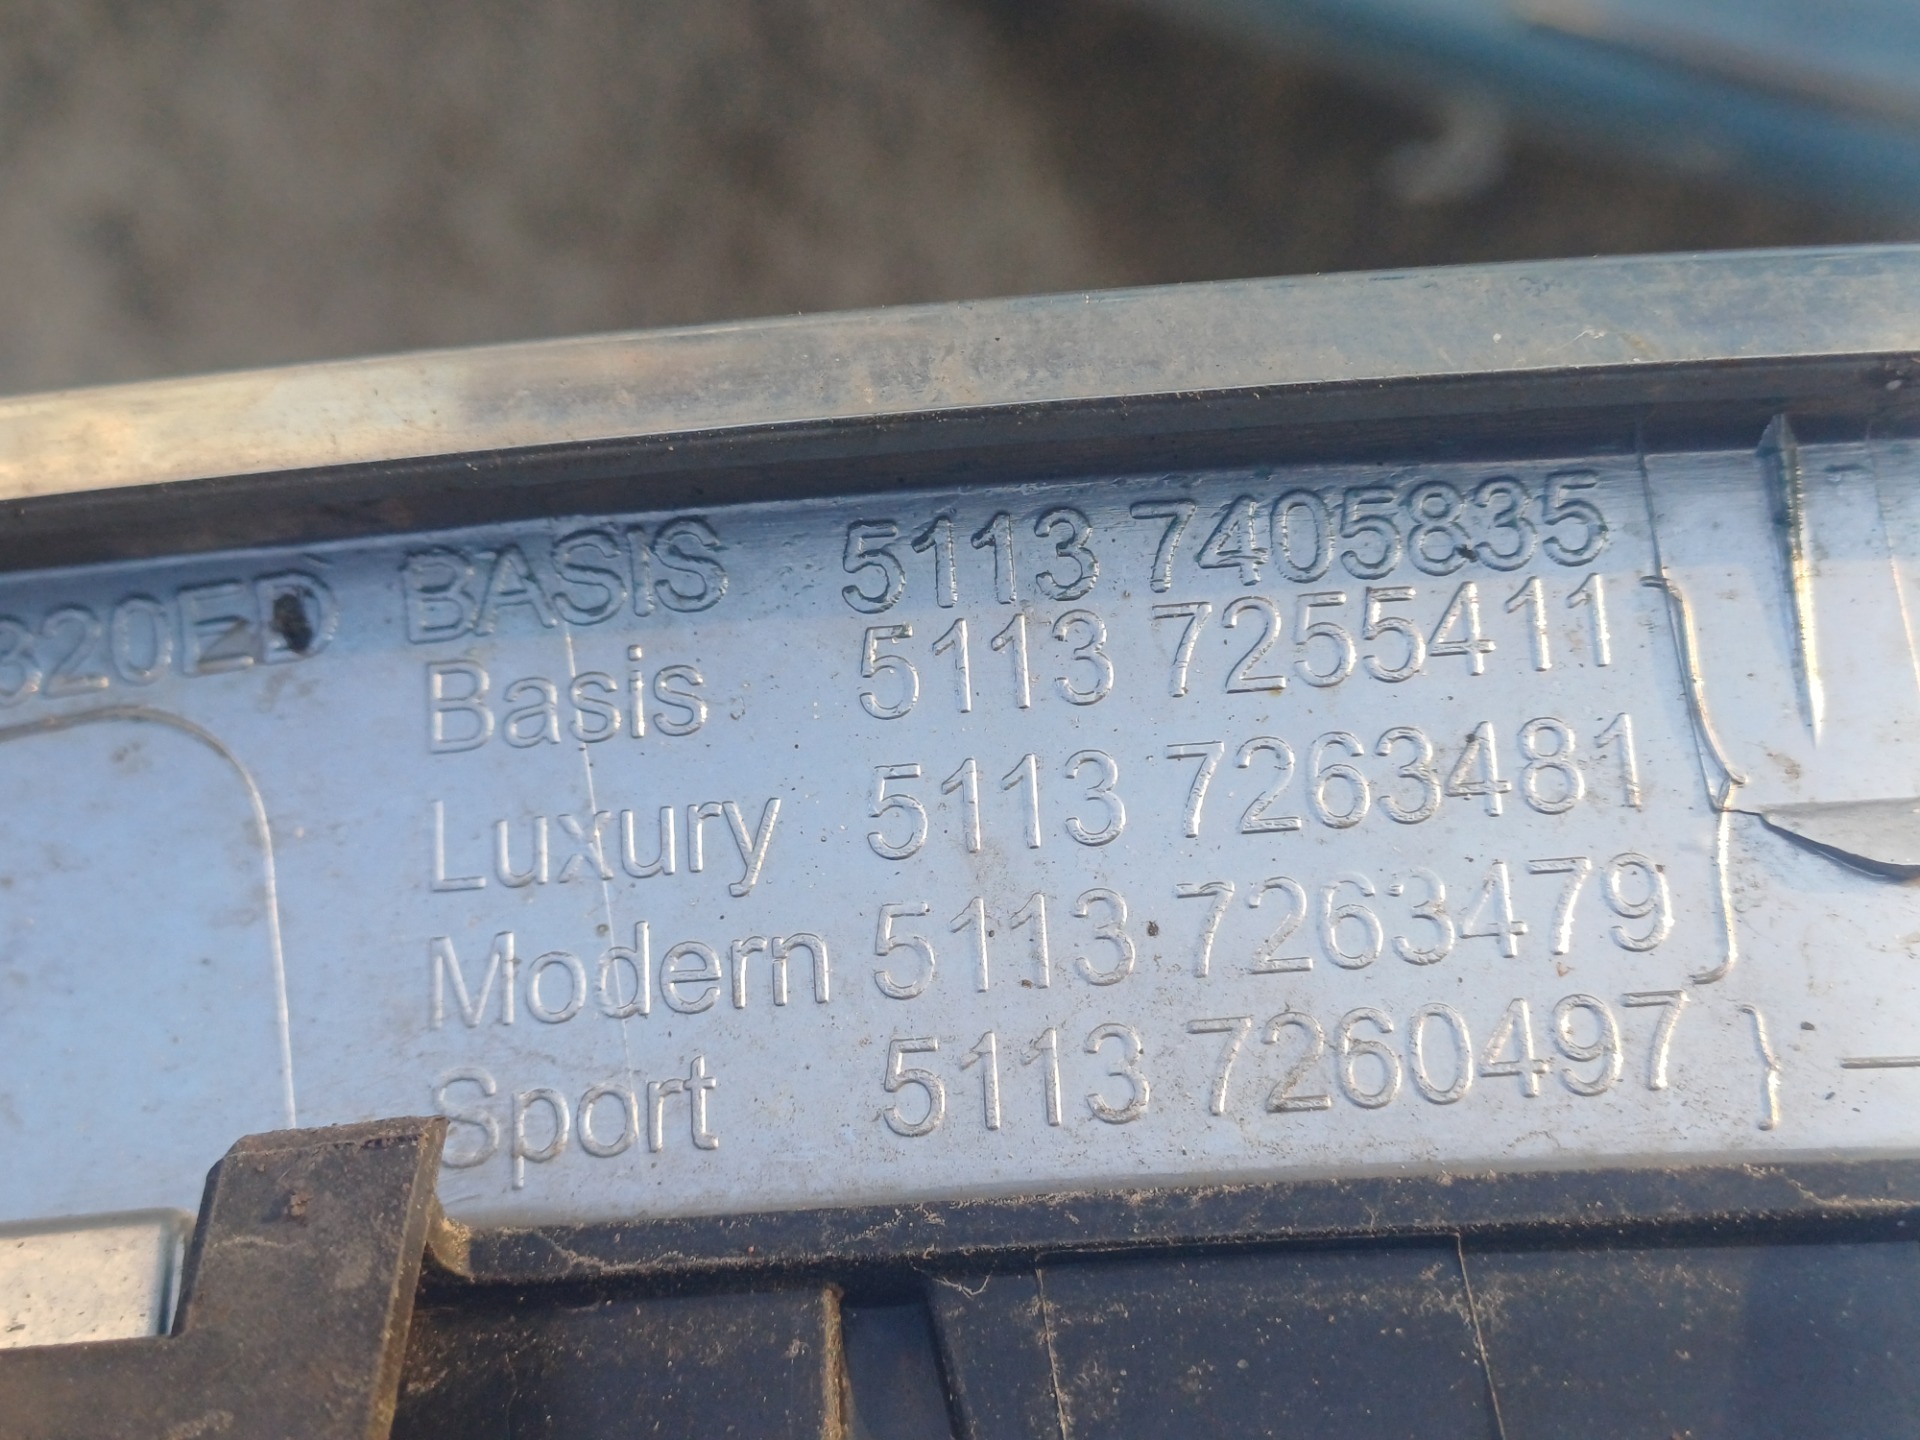 320ED BASIS 5113 7405835
Basis 5113 7255411
Luxury 5113 7263481
Modern 5113 7263479
Sport 5113 7260497